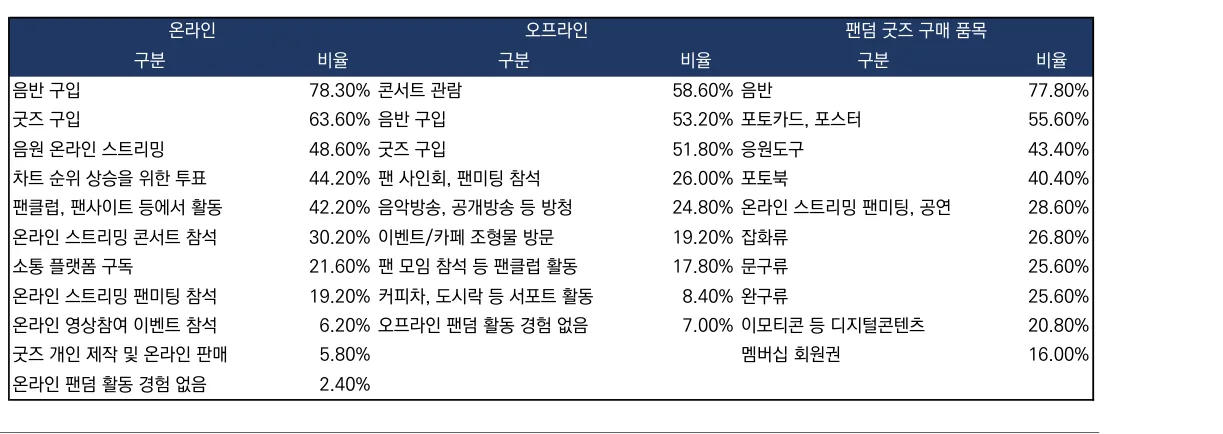 온라인 오프라인 팬덤 굿즈 구매 품목
구분 비율 구분 비율 구분 비율
음반 구입 78.30% 콘서트 관람 58.60% 음반 77.80%
굿즈 구입 63.60% 음반 구입 53.20% 포토카드, 포스터 55.60%
음원 온라인 스트리밍 48.60% 굿즈 구입 51.80% 응원도구 43.40%
차트 순위 상승을 위한 투표 44.20% 팬 사인회, 팬미팅 참석 26.00% 포토북 40.40%
팬클럽, 팬사이트 등에서 활동 42.20% 음악방송, 공개방송 등 방청 24.80% 온라인 스트리밍 팬미팅, 공연 28.60%
온라인 스트리밍 콘서트 참석 30.20% 이벤트/카페 조형물 방문 19.20% 잡화류 26.80%
소통 플랫폼 구독 21.60% 팬 모임 참석 등 팬클럽 활동 17.80% 문구류 25.60%
온라인 스트리밍 팬미팅 참석 19.20% 커피차, 도시락 등 서포트 활동 8.40% 완구류 25.60%
온라인 영상참여 이벤트 참석 6.20% 오프라인 팬덤 활동 경험 없음 7.00% 이모티콘 등 디지털콘텐츠 20.80%
굿즈 개인 제작 및 온라인 판매 5.80% 멤버십 회원권 16.00%
온라인 팬덤 활동 경험 없음 2.40%